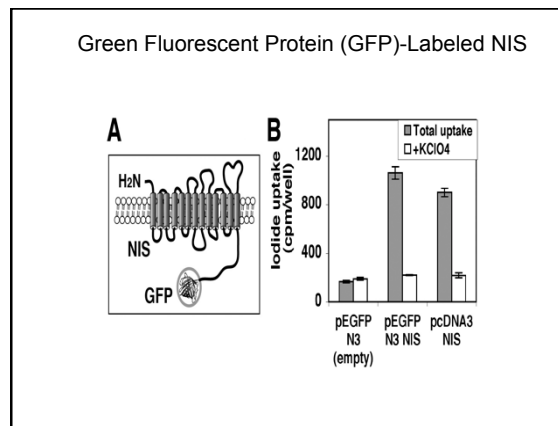 Green Fluorescent Protein (GFP)-Labeled NIS
A
H2N
NIS
GFP
B
Total uptake
+KClO4
Iodide uptake
(cpm/well)
1200
800
400
0
pEGFP
N3
(empty)
pEGFP
N3 NIS
pcDNA3
NIS